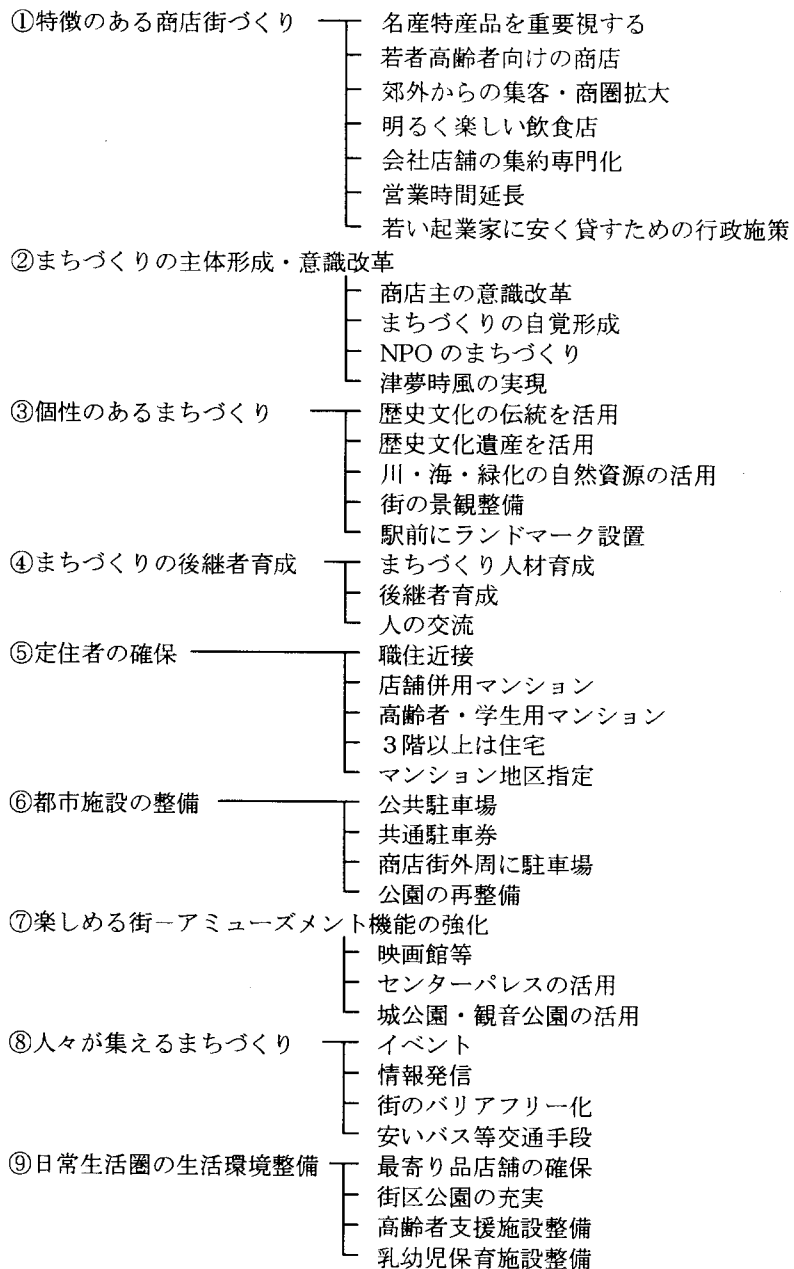 ①特徴のある商店街づくり 名産特産品を重要視する
若者高齢者向けの商店
郊外からの集客・商圏拡大
明るく楽しい飲食店
会社店舗の集約専門化
営業時間延長
若い起業家に安く貸すための行政施策
②まちづくりの主体形成・意識改革
商店主の意識改革
まちづくりの自覚形成
NPOのまちづくり
津夢時風の実現
③個性のあるまちづくり 歴史文化の伝統を活用
歴史文化遺産を活用
川・海・緑化の自然資源の活用
街の景観整備
駅前にランドマーク設置
④まちづくりの後継者育成 まちづくり人材育成
後継者育成
人の交流
⑤定住者の確保 職住近接
店舗併用マンション
高齢者・学生用マンション
3階以上は住宅
マンション地区指定
⑥都市施設の整備 公共駐車場
共通駐車券
商店街外周に駐車場
公園の再整備
⑦楽しめる街－アミューズメント機能の強化
映画館等
センターパレスの活用
城公園・観音公園の活用
⑧人々が集えるまちづくり イベント
情報発信
街のバリアフリー化
安いバス等交通手段
⑨日常生活圏の生活環境整備 最寄り品店舗の確保
街区公園の充実
高齢者支援施設整備
乳幼児保育施設整備